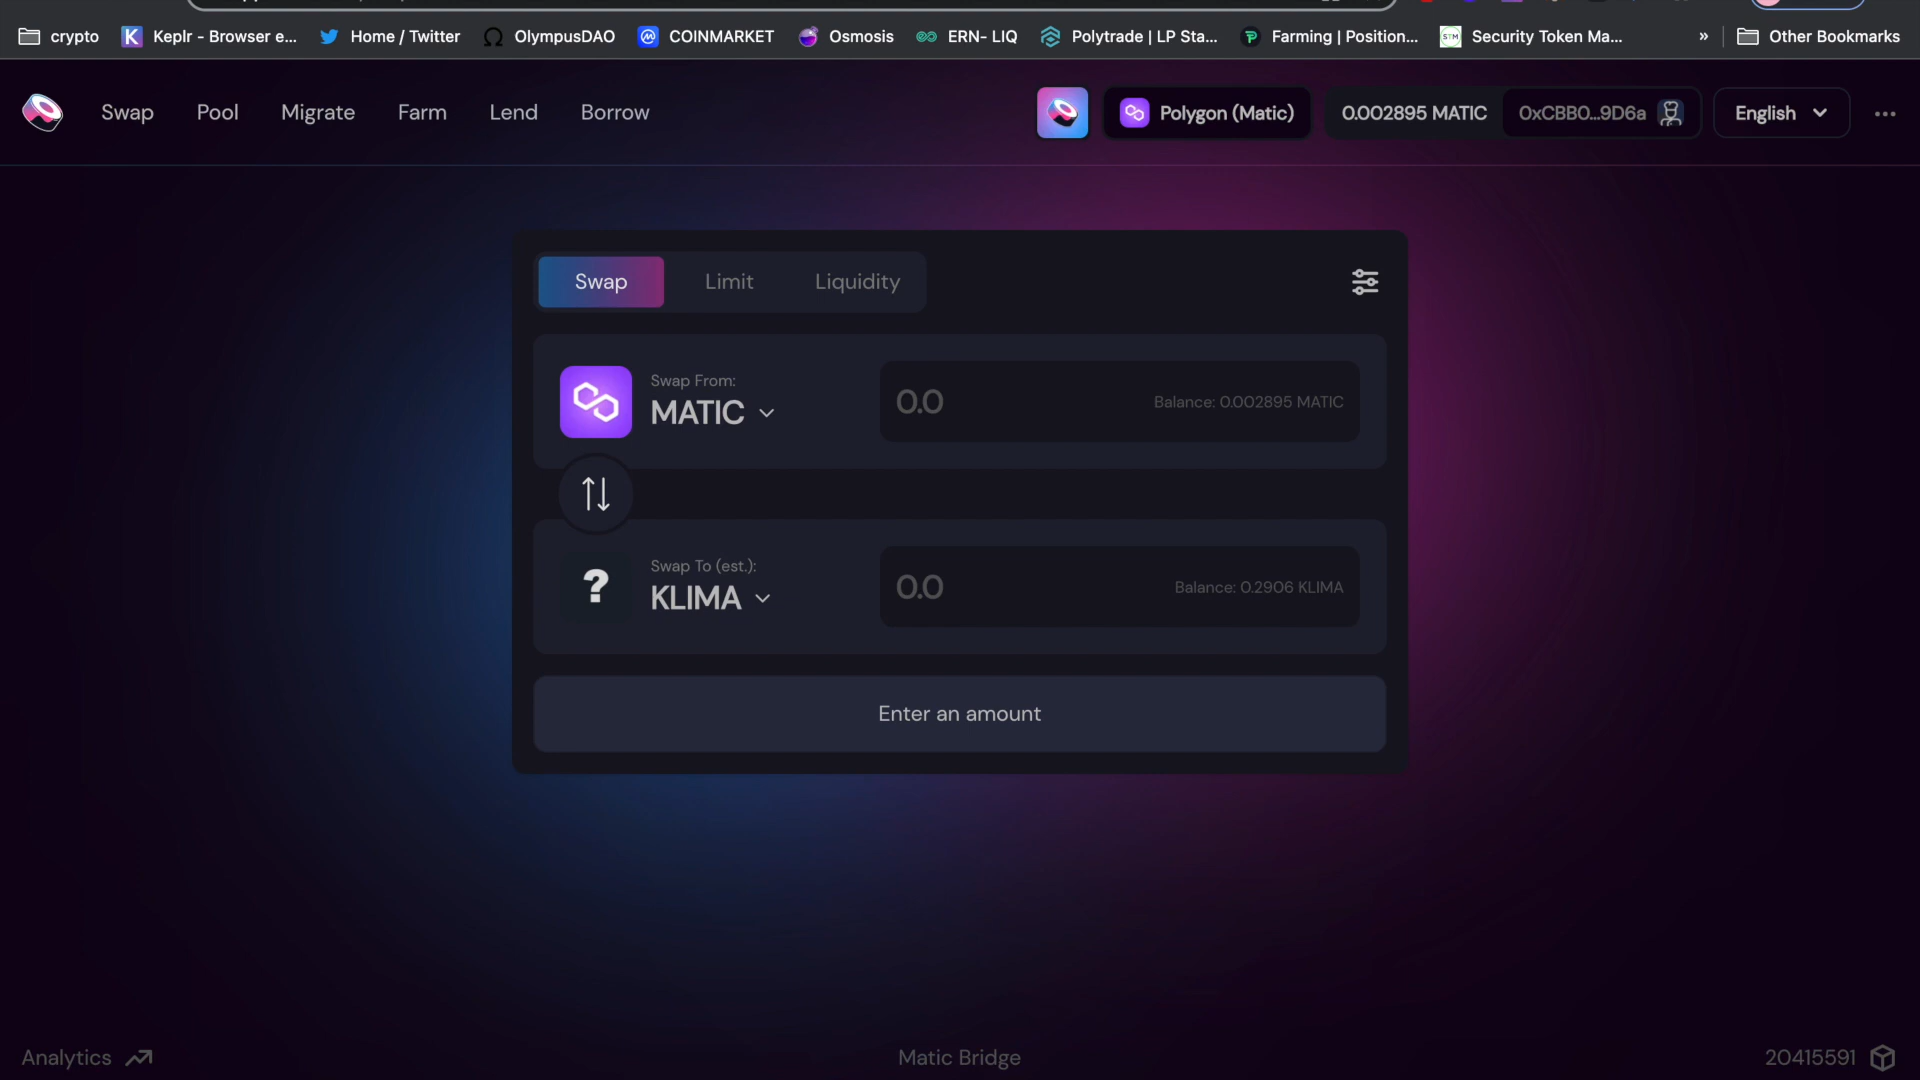 crypto
K
Keplr - Browser e...
Home / Twitter
OlympusDAO
COINMARKET
Osmosis
ERN- LIQ
Polytrade | LP Sta...
Farming | Position...
STM
Security Token Ma...
»
Other Bookmarks
Swap
Pool
Migrate
Farm
Lend
Borrow
Polygon (Matic)
0.002895 MATIC
0xCBB0...9D6a
English
Swap
Limit
Liquidity
Swap From:
MATIC
0.0
Balance: 0.002895 MATIC
?
Swap To (est.):
KLIMA
0.0
Balance: 0.2906 KLIMA
Enter an amount
Analytics
Matic Bridge
20415591